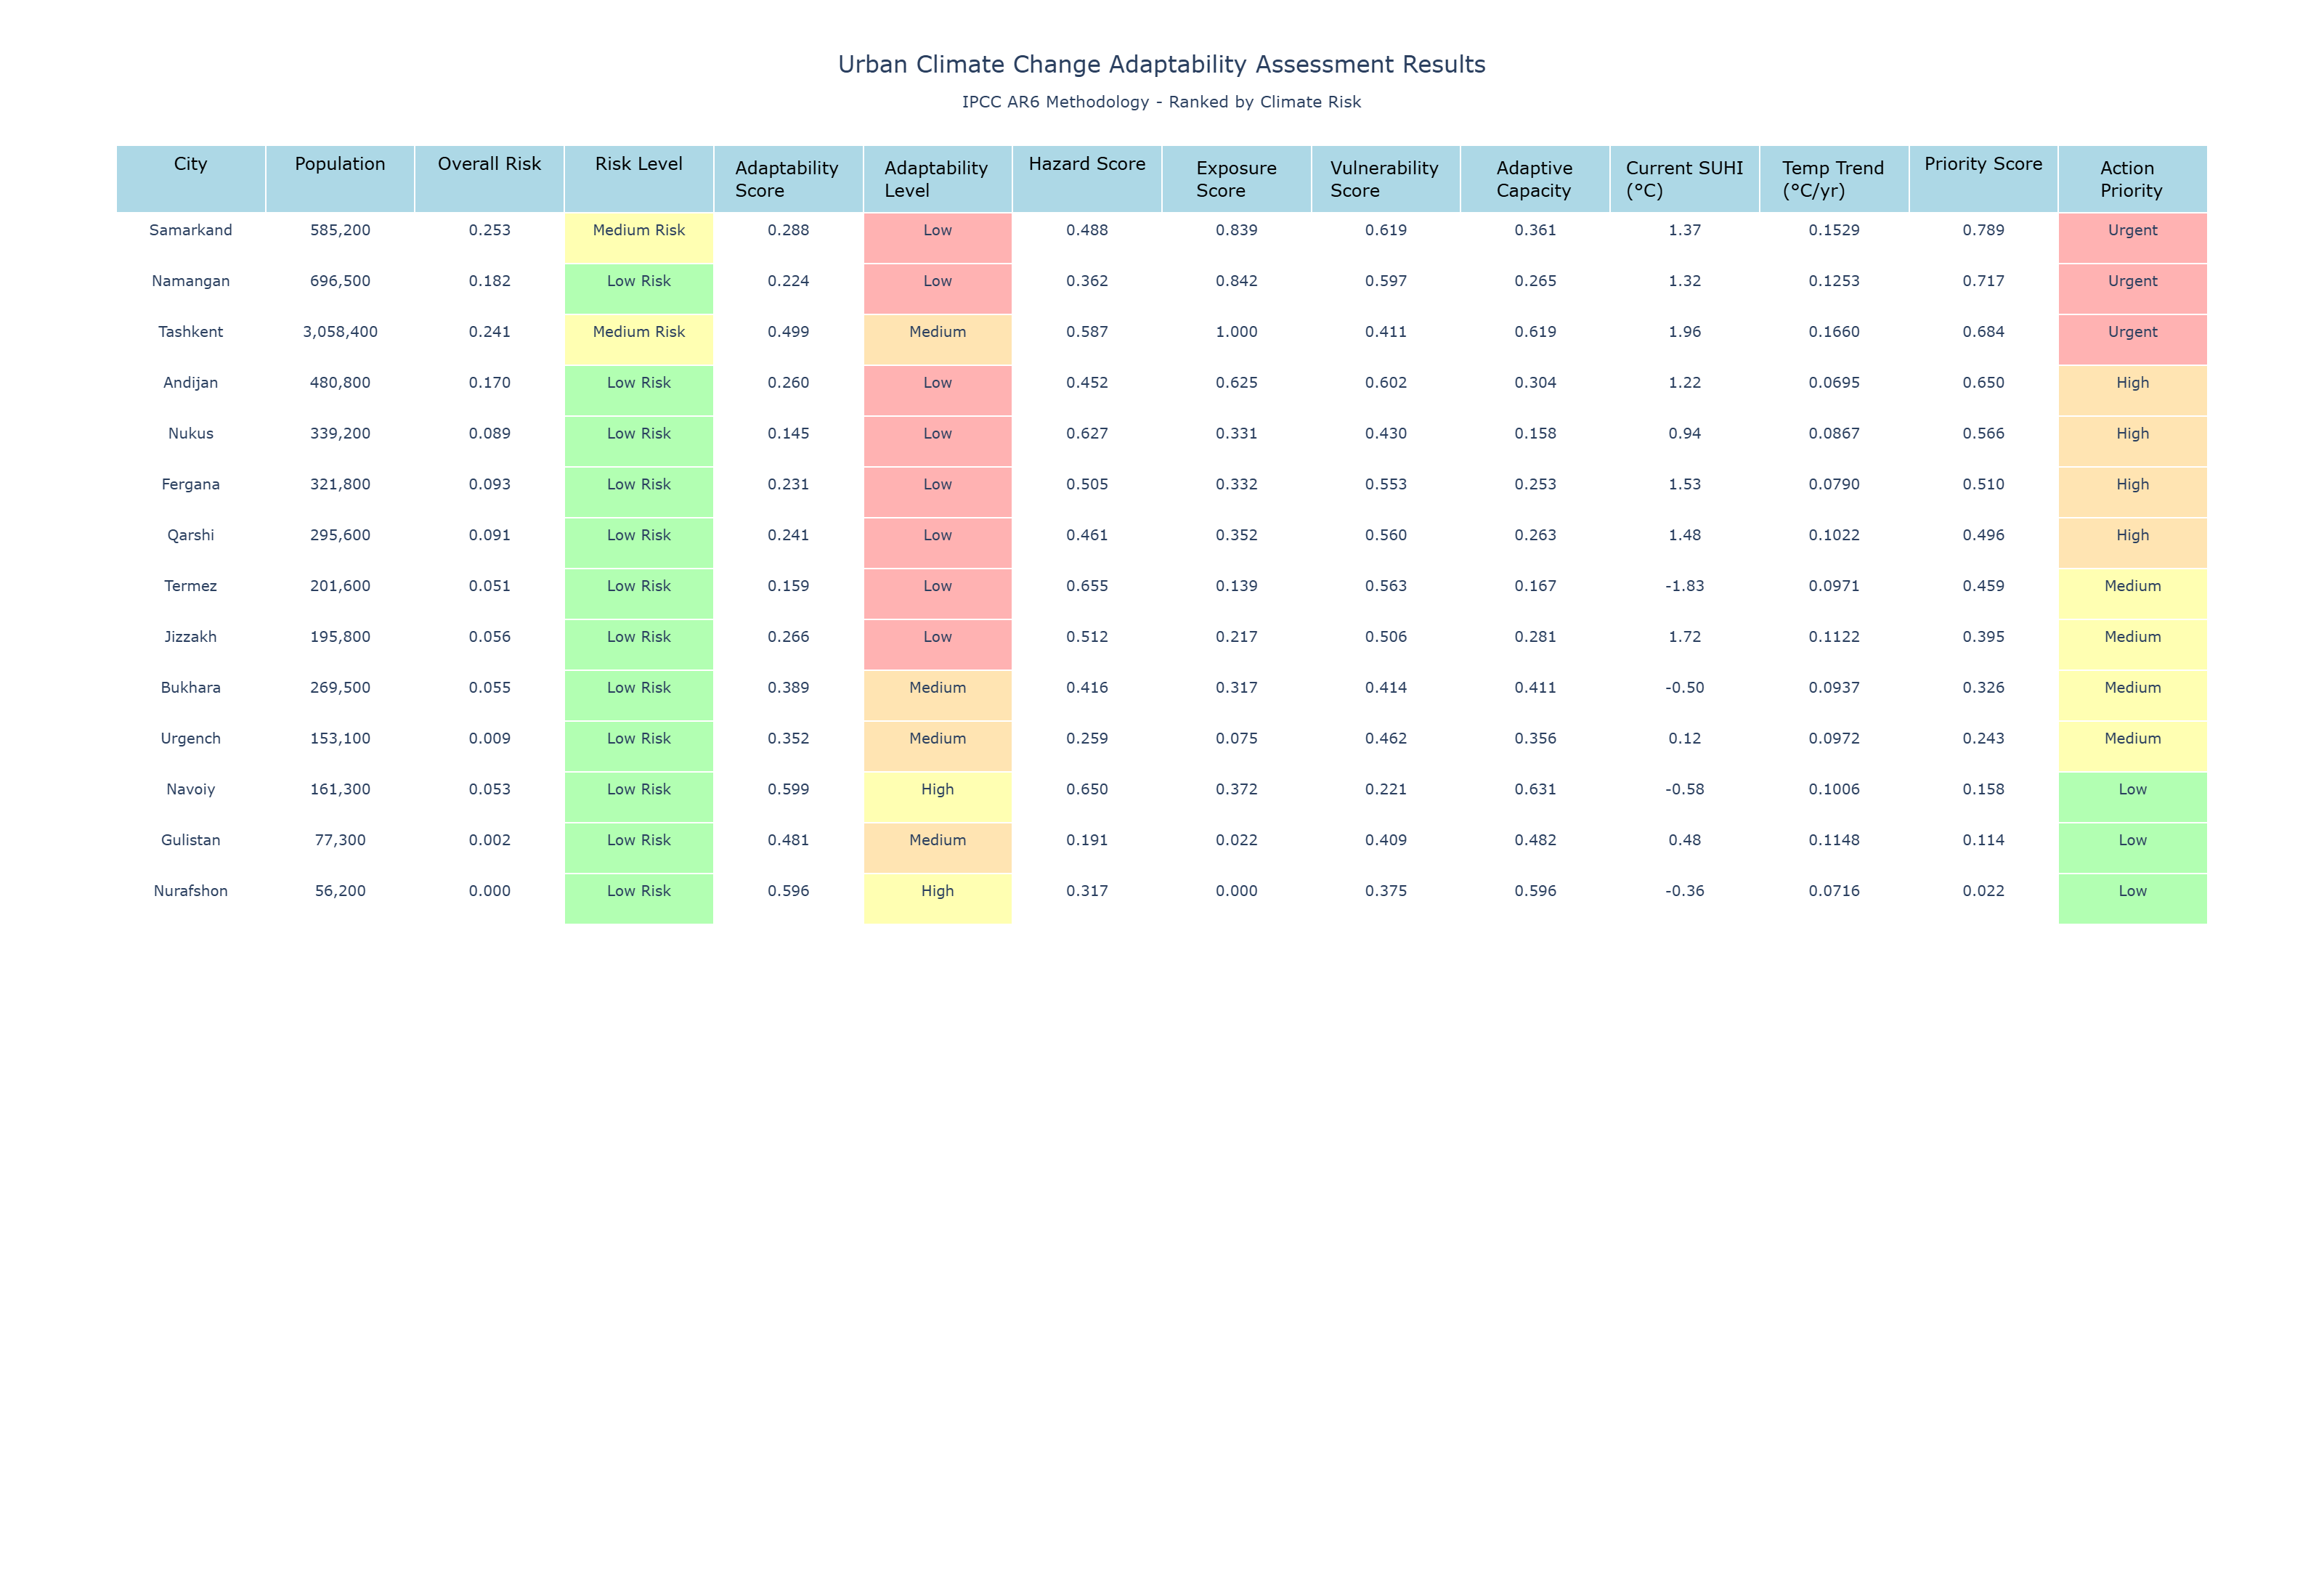 Urban Climate Change Adaptability Assessment Results
IPCC AR6 Methodology - Ranked by Climate Risk
City Population Overall Risk Risk Level Adaptability Score Adaptability Level Hazard Score Exposure Score Vulnerability Score Adaptive Capacity Current SUHI (°C) Temp Trend (°C/yr) Priority Score Action Priority
Samarkand 585,200 0.253 Medium Risk 0.288 Low 0.488 0.839 0.619 0.361 1.37 0.1529 0.789 Urgent
Namangan 696,500 0.182 Low Risk 0.224 Low 0.362 0.842 0.597 0.265 1.32 0.1253 0.717 Urgent
Tashkent 3,058,400 0.241 Medium Risk 0.499 Medium 0.587 1.000 0.411 0.619 1.96 0.1660 0.684 Urgent
Andijan 480,800 0.170 Low Risk 0.260 Low 0.452 0.625 0.602 0.304 1.22 0.0695 0.650 High
Nukus 339,200 0.089 Low Risk 0.145 Low 0.627 0.331 0.430 0.158 0.94 0.0867 0.566 High
Fergana 321,800 0.093 Low Risk 0.231 Low 0.505 0.332 0.553 0.253 1.53 0.0790 0.510 High
Qarshi 295,600 0.091 Low Risk 0.241 Low 0.461 0.352 0.560 0.263 1.48 0.1022 0.496 High
Termez 201,600 0.051 Low Risk 0.159 Low 0.655 0.139 0.563 0.167 -1.83 0.0971 0.459 Medium
Jizzakh 195,800 0.056 Low Risk 0.266 Low 0.512 0.217 0.506 0.281 1.72 0.1122 0.395 Medium
Bukhara 269,500 0.055 Low Risk 0.389 Medium 0.416 0.317 0.414 0.411 -0.50 0.0937 0.326 Medium
Urgench 153,100 0.009 Low Risk 0.352 Medium 0.259 0.075 0.462 0.356 0.12 0.0972 0.243 Medium
Navoiy 161,300 0.053 Low Risk 0.599 High 0.650 0.372 0.221 0.631 -0.58 0.1006 0.158 Low
Gulistan 77,300 0.002 Low Risk 0.481 Medium 0.191 0.022 0.409 0.482 0.48 0.1148 0.114 Low
Nurafshon 56,200 0.000 Low Risk 0.596 High 0.317 0.000 0.375 0.596 -0.36 0.0716 0.022 Low